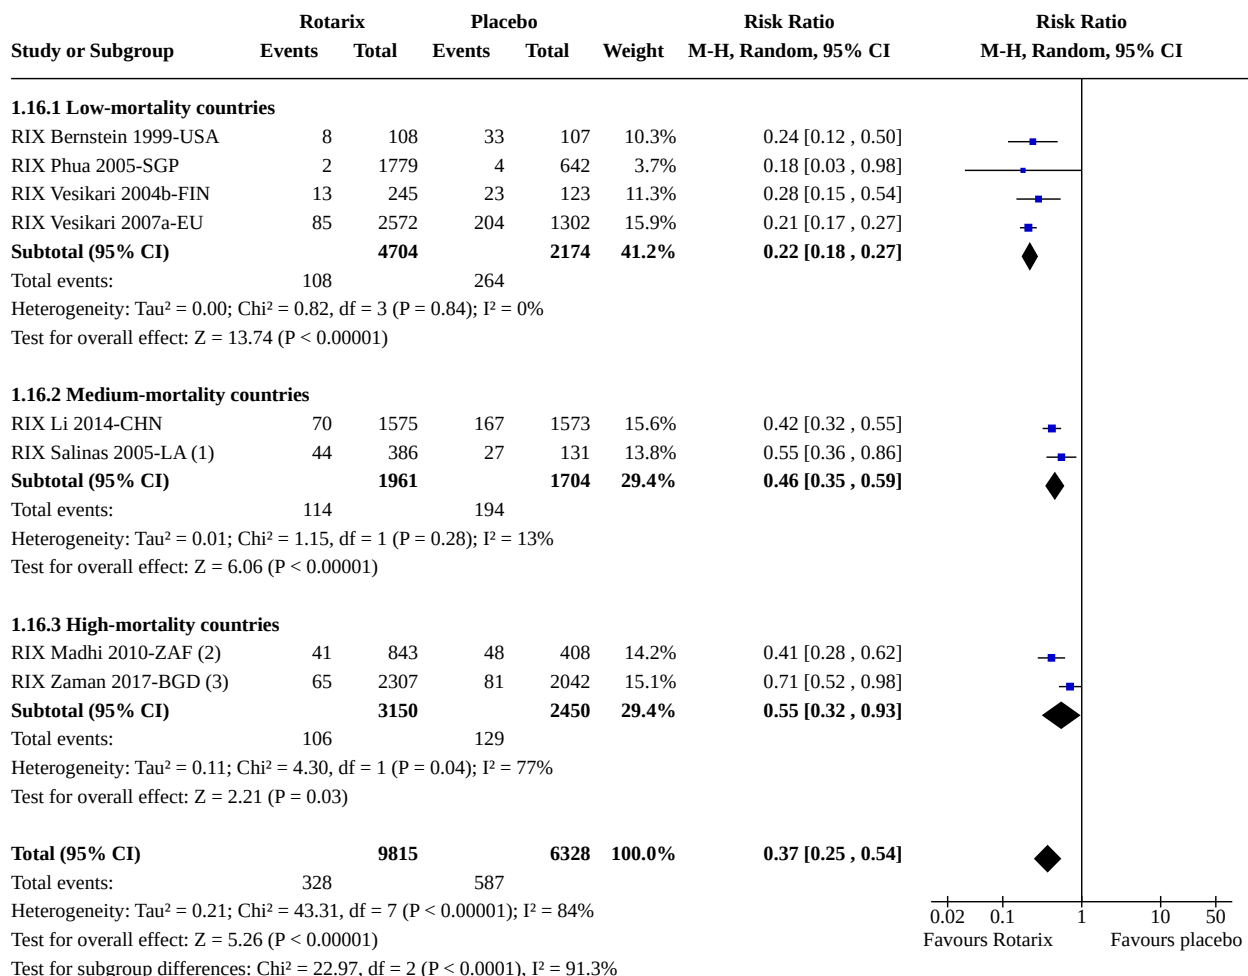 Rotarix Placebo Risk Ratio Risk Ratio
Study or Subgroup Events Total Events Total Weight M-H, Random, 95% CI M-H, Random, 95% CI
1.16.1 Low-mortality countries
RIX Bernstein 1999-USA 8 108 33 107 10.3% 0.24 [0.12 , 0.50]
RIX Phua 2005-SGP 2 1779 4 642 3.7% 0.18 [0.03 , 0.98]
RIX Vesikari 2004b-FIN 13 245 23 123 11.3% 0.28 [0.15 , 0.54]
RIX Vesikari 2007a-EU 85 2572 204 1302 15.9% 0.21 [0.17 , 0.27]
Subtotal (95% CI) 4704 2174 41.2% 0.22 [0.18 , 0.27]
Total events: 108 264
Heterogeneity: Tau² = 0.00; Chi² = 0.82, df = 3 (P = 0.84); I² = 0%
Test for overall effect: Z = 13.74 (P < 0.00001)
1.16.2 Medium-mortality countries
RIX Li 2014-CHN 70 1575 167 1573 15.6% 0.42 [0.32 , 0.55]
RIX Salinas 2005-LA (1) 44 386 27 131 13.8% 0.55 [0.36 , 0.86]
Subtotal (95% CI) 1961 1704 29.4% 0.46 [0.35 , 0.59]
Total events: 114 194
Heterogeneity: Tau² = 0.01; Chi² = 1.15, df = 1 (P = 0.28); I² = 13%
Test for overall effect: Z = 6.06 (P < 0.00001)
1.16.3 High-mortality countries
RIX Madhi 2010-ZAF (2) 41 843 48 408 14.2% 0.41 [0.28 , 0.62]
RIX Zaman 2017-BGD (3) 65 2307 81 2042 15.1% 0.71 [0.52 , 0.98]
Subtotal (95% CI) 3150 2450 29.4% 0.55 [0.32 , 0.93]
Total events: 106 129
Heterogeneity: Tau² = 0.11; Chi² = 4.30, df = 1 (P = 0.04); I² = 77%
Test for overall effect: Z = 2.21 (P = 0.03)
Total (95% CI) 9815 6328 100.0% 0.37 [0.25 , 0.54]
Total events: 328 587
Heterogeneity: Tau² = 0.21; Chi² = 43.31, df = 7 (P < 0.00001); I² = 84%
0.02 0.1 1 10 50
Test for overall effect: Z = 5.26 (P < 0.00001) Favours Rotarix Favours placebo
Test for subgroup differences: Chi² = 22.97, df = 2 (P < 0.0001), I² = 91.3%